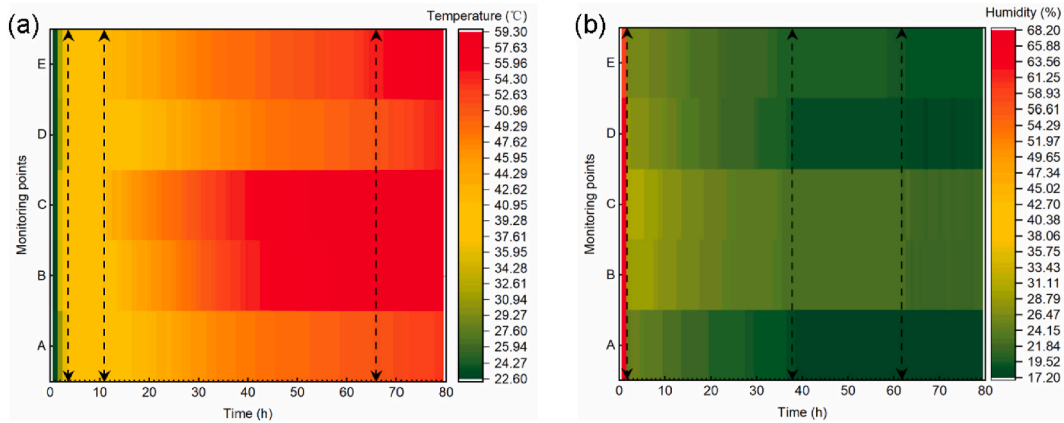 (a)
Temperature (℃)
E
D
C
B
A
Monitoring points
0 10 20 30 40 50 60 70 80
Time (h)
59.30
57.63
55.96
54.30
52.63
50.96
49.29
47.62
45.95
44.29
42.62
40.95
39.28
37.61
35.95
34.28
32.61
30.94
29.27
27.60
25.94
24.27
22.60
(b)
Humidity (%)
E
D
C
B
A
Monitoring points
0 10 20 30 40 50 60 70 80
Time (h)
68.20
65.88
63.56
61.25
58.93
56.61
54.29
51.97
49.65
47.34
45.02
42.70
40.38
38.06
35.75
33.43
31.11
28.79
26.47
24.15
21.84
19.52
17.20